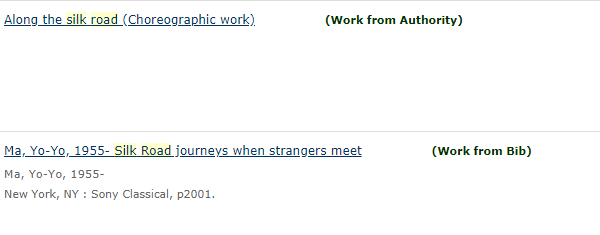 Along the silk road (Choreographic work) (Work from Authority)
Ma, Yo-Yo, 1955- Silk Road journeys when strangers meet (Work from Bib)
Ma, Yo-Yo, 1955-
New York, NY : Sony Classical, p2001.